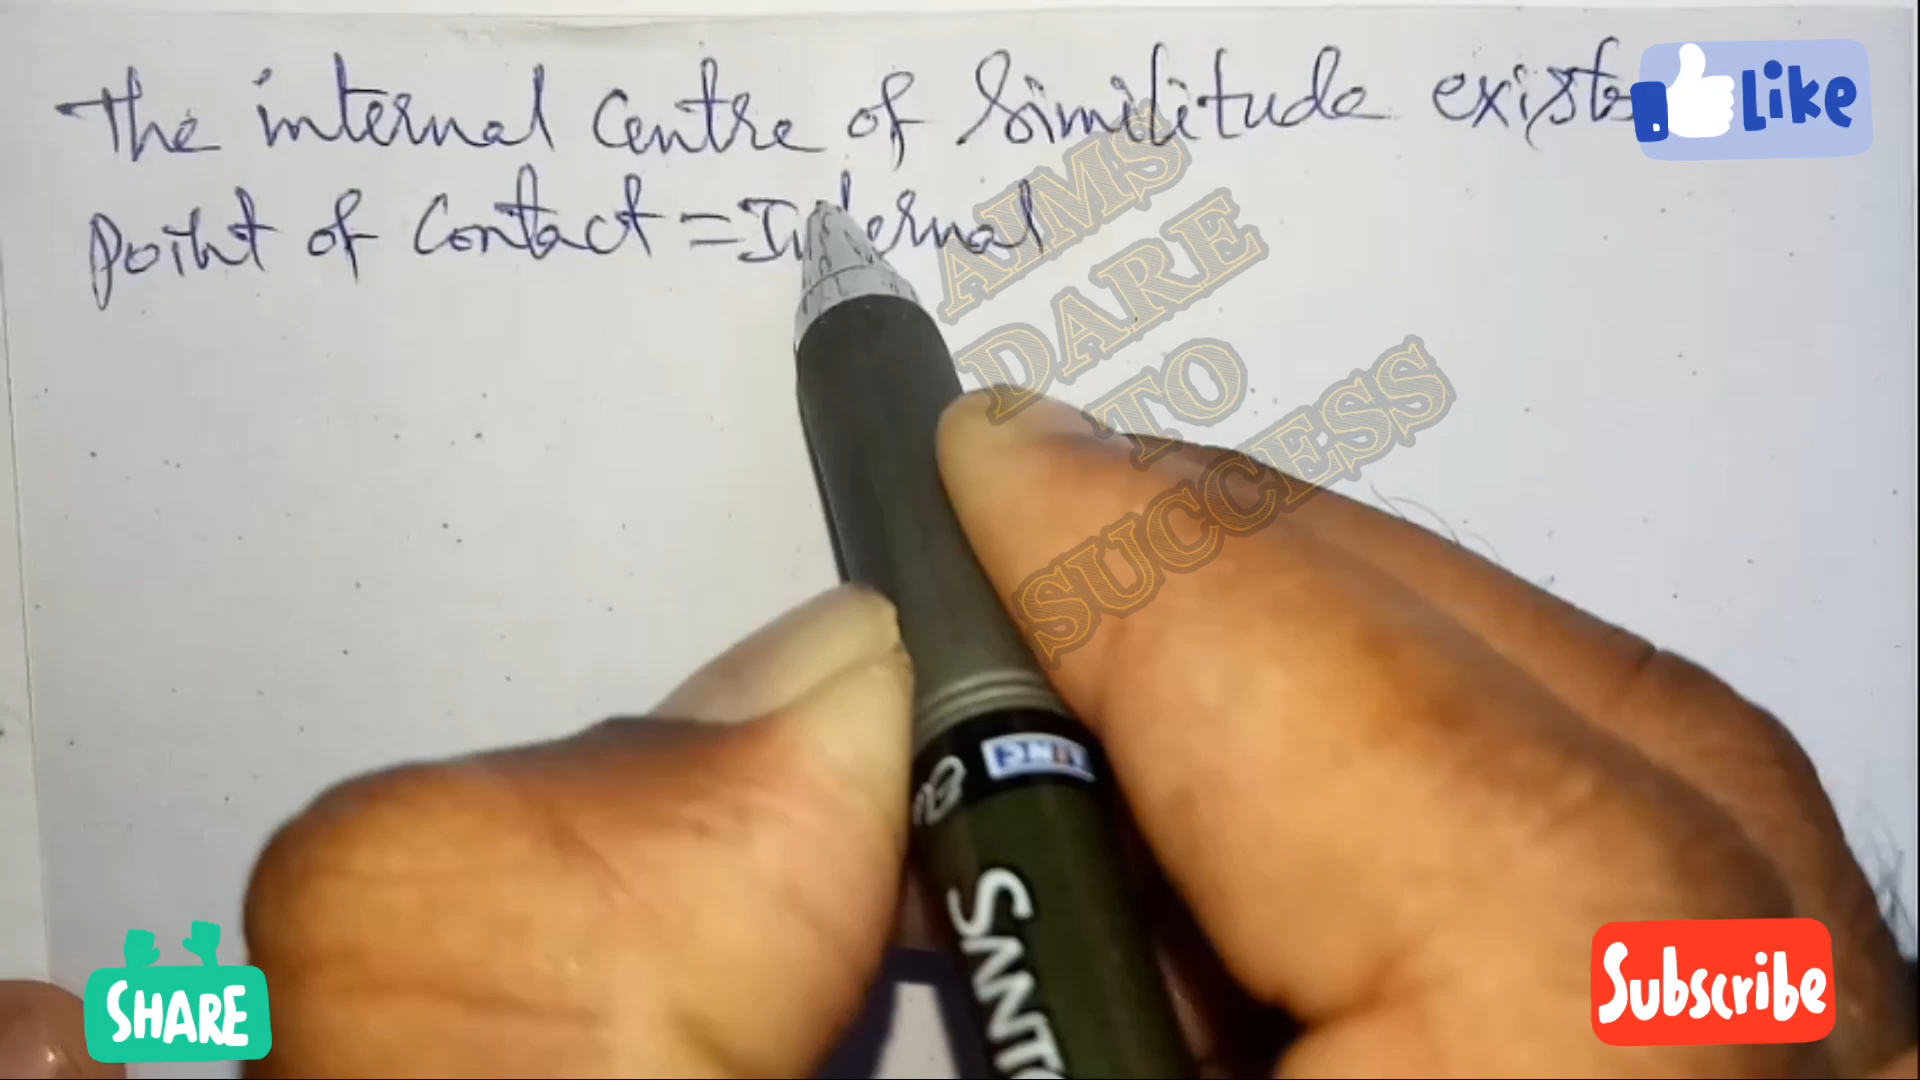 The internal centre of similitude exists
Like
point of contact = Internal
AIMS
DARE
TO
SUCCESS
SHARE
Subscribe